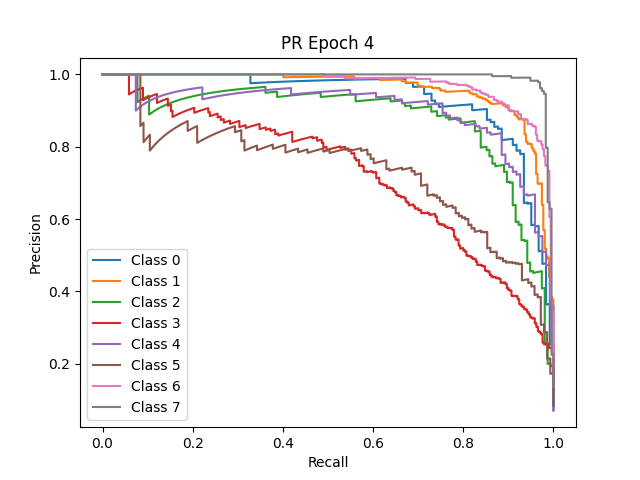 PR Epoch 4
Precision
1.0
0.8
0.6
0.4
0.2
Class 0
Class 1
Class 2
Class 3
Class 4
Class 5
Class 6
Class 7
0.0 0.2 0.4 0.6 0.8 1.0
Recall